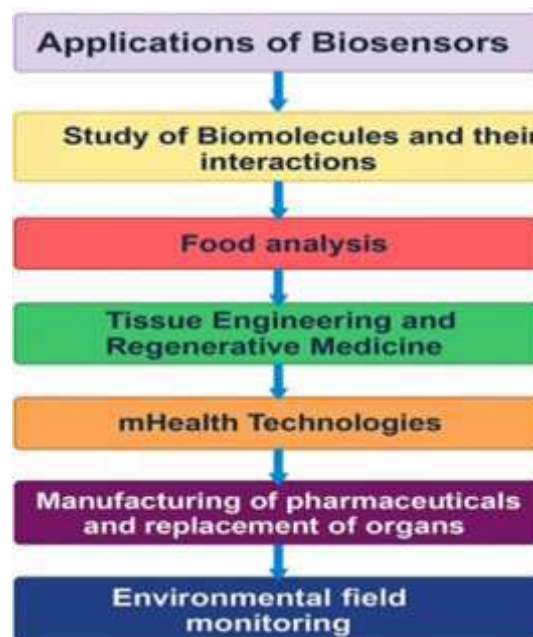 Applications of Biosensors
Study of Biomolecules and their
interactions
Food analysis
Tissue Engineering and
Regenerative Medicine
mHealth Technologies
Manufacturing of pharmaceuticals
and replacement of organs
Environmental field
monitoring